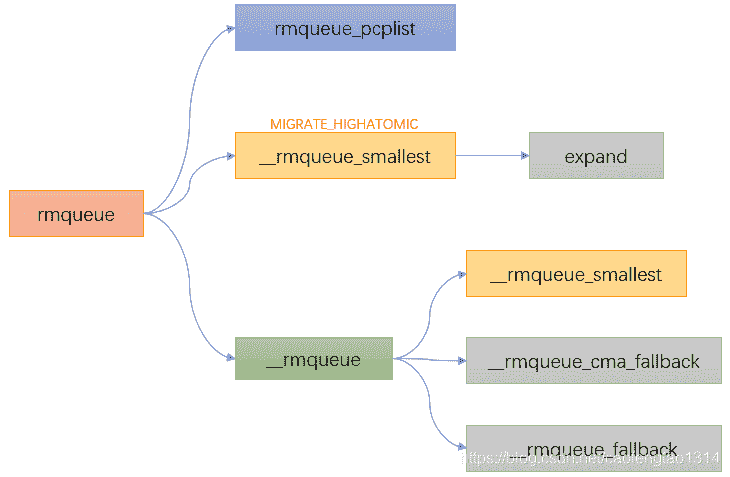 rmqueue_pcplist
MIGRATE_HIGHATOMIC
__rmqueue_smallest
expand
rmqueue
__rmqueue_smallest
__rmqueue
__rmqueue_cma_fallback
__rmqueue_fallback